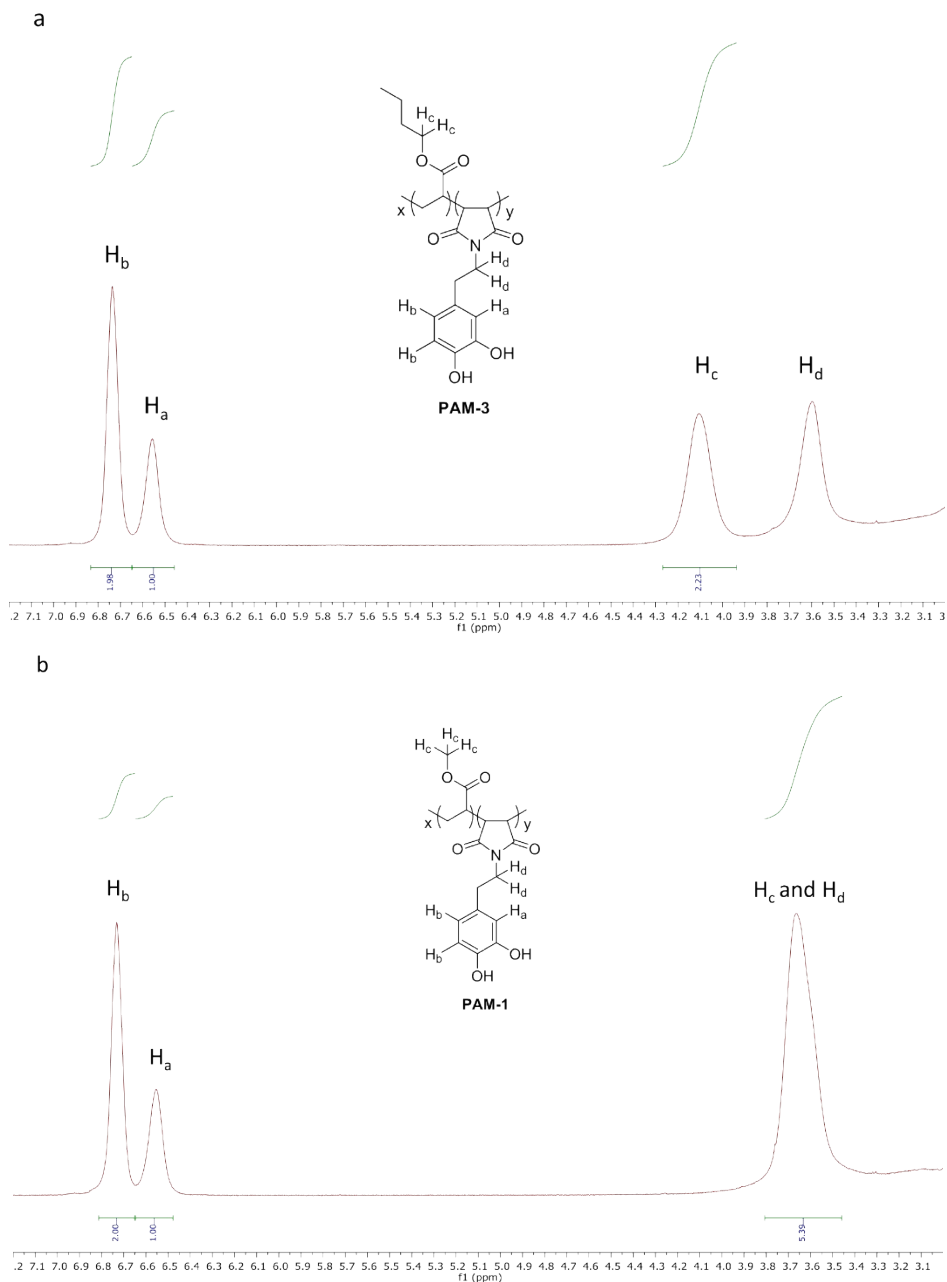 a
H_c
H_c
O
O
x
y
O
N
O
H_d
H_d
H_b
H_a
H_b
OH
OH
PAM-3
H_b
H_a
H_c
H_d
1.98
1.00
2.23
.2 7.1 7.0 6.9 6.8 6.7 6.6 6.5 6.4 6.3 6.2 6.1 6.0 5.9 5.8 5.7 5.6 5.5 5.4 5.3 5.2 5.1 5.0 4.9 4.8 4.7 4.6 4.5 4.4 4.3 4.2 4.1 4.0 3.9 3.8 3.7 3.6 3.5 3.4 3.3 3.2 3.1 3
f1 (ppm)
b
H_c
H_c
H_c
O
O
x
y
O
N
O
H_d
H_d
H_b
H_a
H_b
OH
OH
PAM-1
H_b
H_a
H_c and H_d
2.00
1.00
5.39
7.1 7.0 6.9 6.8 6.7 6.6 6.5 6.4 6.3 6.2 6.1 6.0 5.9 5.8 5.7 5.6 5.5 5.4 5.3 5.2 5.1 5.0 4.9 4.8 4.7 4.6 4.5 4.4 4.3 4.2 4.1 4.0 3.9 3.8 3.7 3.6 3.5 3.4 3.3 3.2 3.1
f1 (ppm)